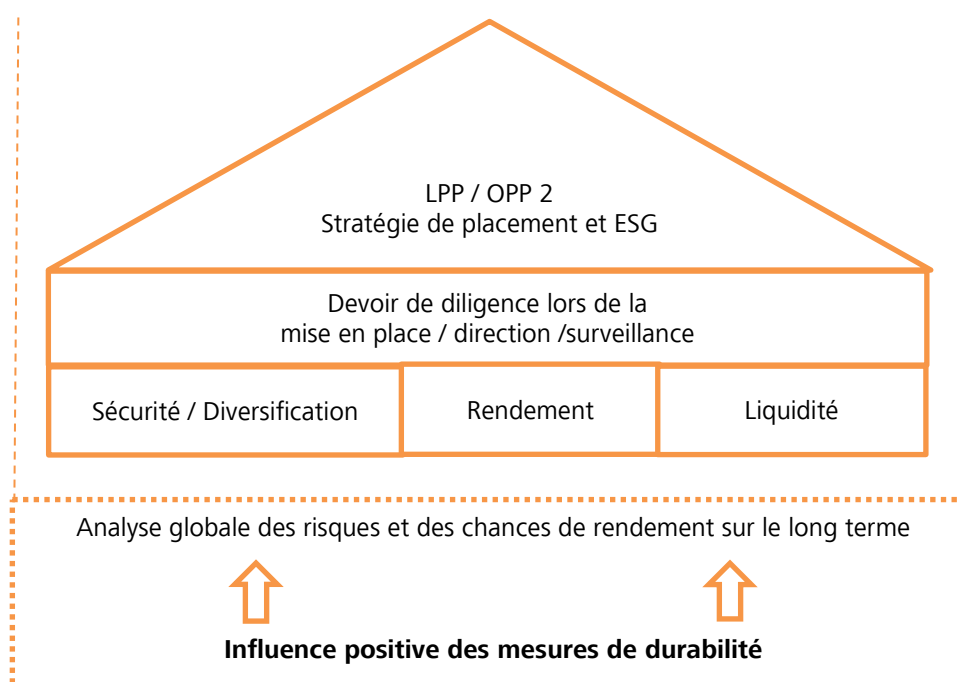 LPP / OPP 2
Stratégie de placement et ESG
Devoir de diligence lors de la
mise en place / direction /surveillance
Sécurité / Diversification
Rendement
Liquidité
Analyse globale des risques et des chances de rendement sur le long terme
Influence positive des mesures de durabilité